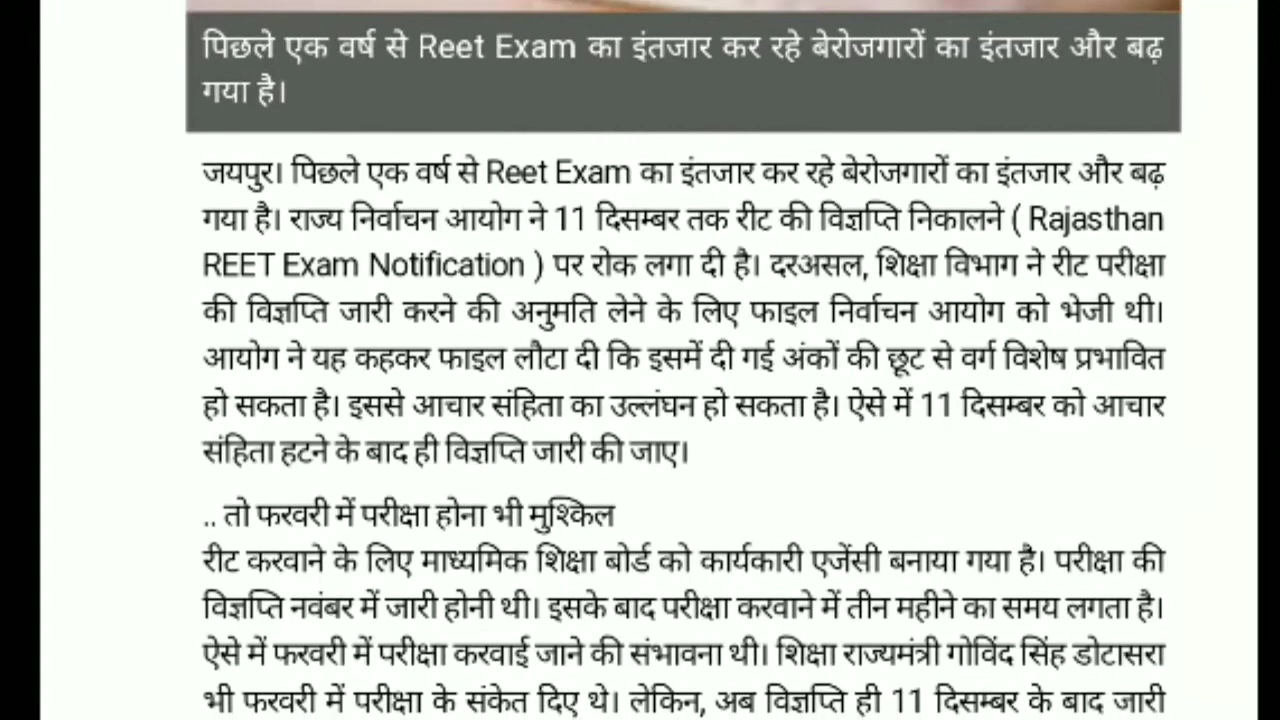 पिछले एक वर्ष से Reet Exam का इंतजार कर रहे बेरोजगारों का इंतजार और बढ़
गया है।
जयपुर। पिछले एक वर्ष से Reet Exam का इंतजार कर रहे बेरोजगारों का इंतजार और बढ़
गया है। राज्य निर्वाचन आयोग ने 11 दिसम्बर तक रीट की विज्ञप्ति निकालने ( Rajasthan
REET Exam Notification ) पर रोक लगा दी है। दरअसल, शिक्षा विभाग ने रीट परीक्षा
की विज्ञप्ति जारी करने की अनुमति लेने के लिए फाइल निर्वाचन आयोग को भेजी थी।
आयोग ने यह कहकर फाइल लौटा दी कि इसमें दी गई अंकों की छूट से वर्ग विशेष प्रभावित
हो सकता है। इससे आचार संहिता का उल्लंघन हो सकता है। ऐसे में 11 दिसम्बर को आचार
संहिता हटने के बाद ही विज्ञप्ति जारी की जाए।
.. तो फरवरी में परीक्षा होना भी मुश्किल
रीट करवाने के लिए माध्यमिक शिक्षा बोर्ड को कार्यकारी एजेंसी बनाया गया है। परीक्षा की
विज्ञप्ति नवंबर में जारी होनी थी। इसके बाद परीक्षा करवाने में तीन महीने का समय लगता है।
ऐसे में फरवरी में परीक्षा करवाई जाने की संभावना थी। शिक्षा राज्यमंत्री गोविंद सिंह डोटासरा
भी फरवरी में परीक्षा के संकेत दिए थे। लेकिन, अब विज्ञप्ति ही 11 दिसम्बर के बाद जारी